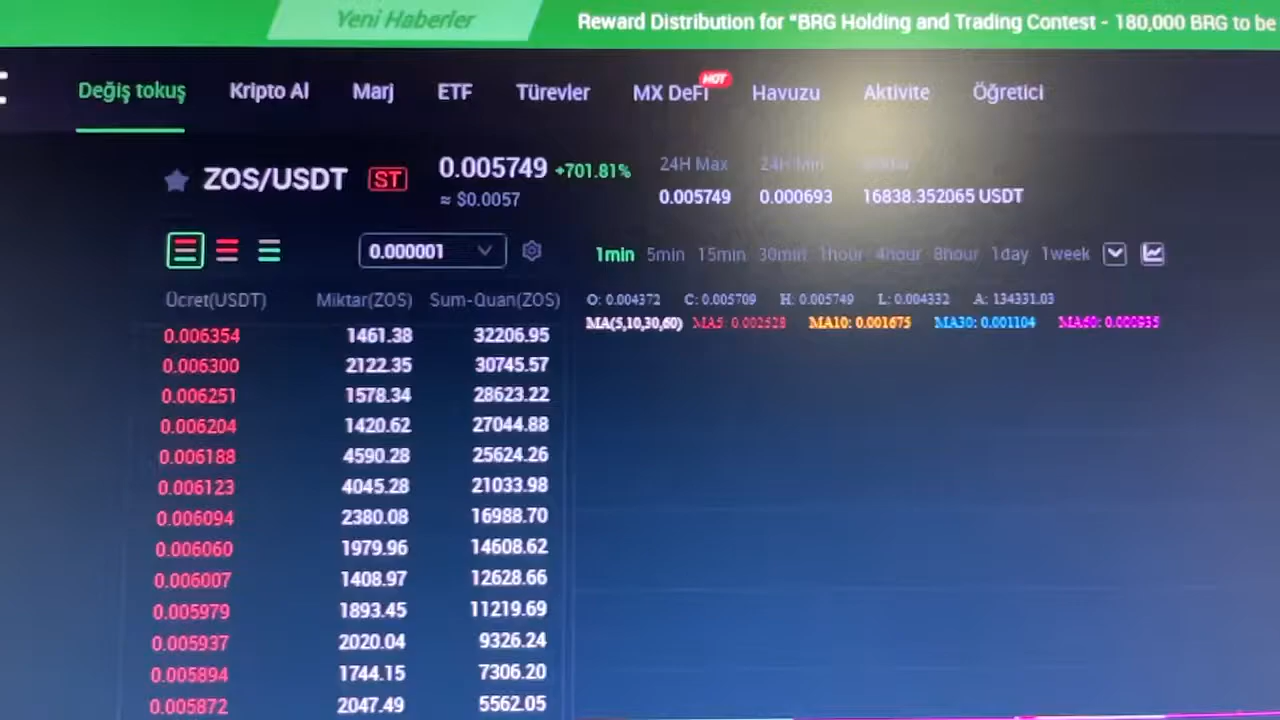 Yeni Haberler
Reward Distribution for "BRG Holding and Trading Contest - 180,000 BRG to be
Değiş tokuş Kripto Al Marj ETF Türevler MX DeFi HOT Havuzu Aktivite Öğretici
ZOS/USDT ST 0.005749 +701.81% 24H Max 24H Min
≈ $0.0057 0.005749 0.000693 16838.352065 USDT
0.000001 1min 5min 15min 30min 1hour 4hour 8hour 1day 1week
Ücret(USDT) Miktar(ZOS) Sum-Quan(ZOS) O: 0.004372 C: 0.005709 H: 0.005749 L: 0.004332 A: 134331.03
MA(5,10,30,60) MA5: 0.002528 MA10: 0.001675 MA30: 0.001104 MA60: 0.000935
0.006354 1461.38 32206.95
0.006300 2122.35 30745.57
0.006251 1578.34 28623.22
0.006204 1420.62 27044.88
0.006188 4590.28 25624.26
0.006123 4045.28 21033.98
0.006094 2380.08 16988.70
0.006060 1979.96 14608.62
0.006007 1408.97 12628.66
0.005979 1893.45 11219.69
0.005937 2020.04 9326.24
0.005894 1744.15 7306.20
0.005872 2047.49 5562.05